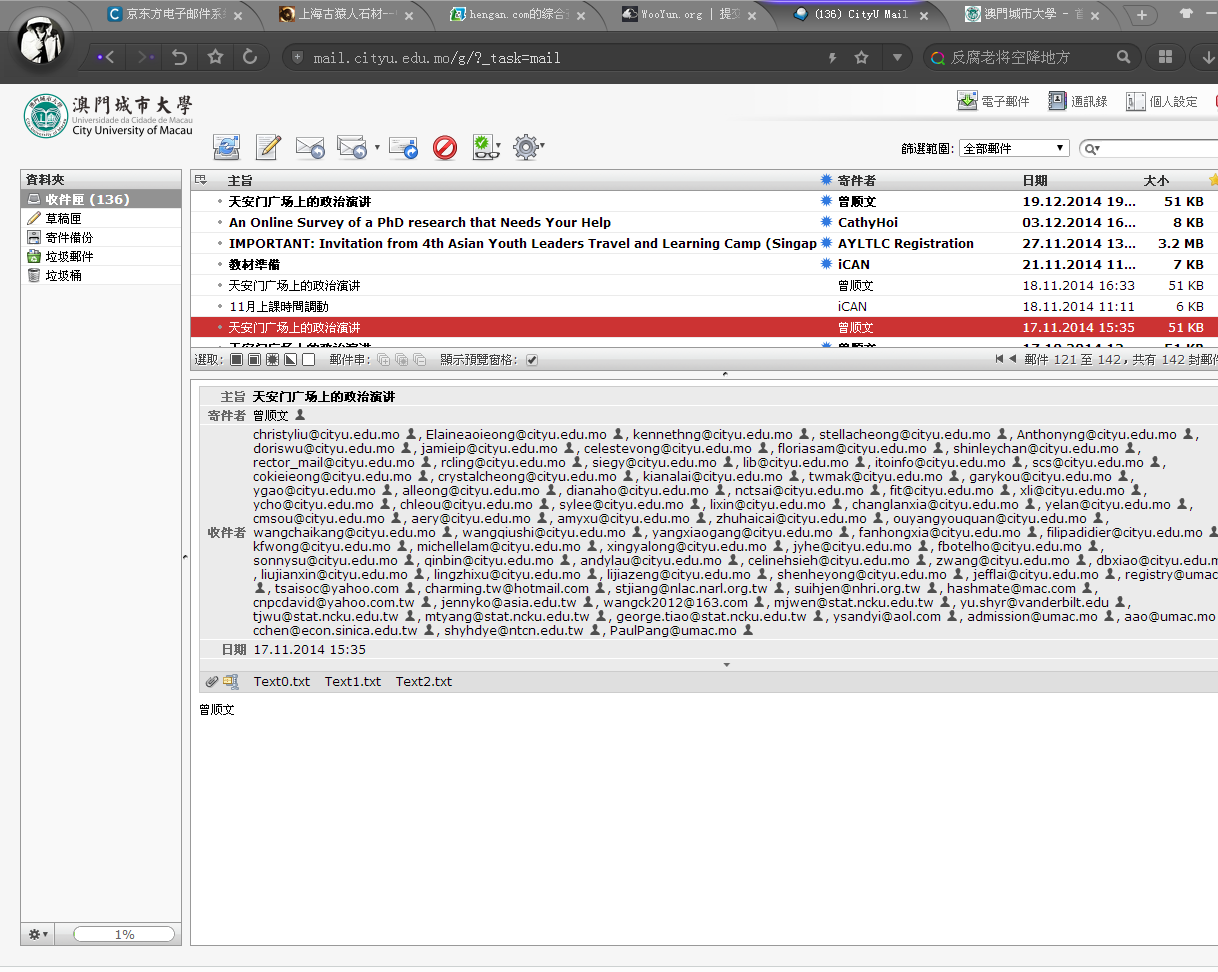 京东方电子邮件系
上海古猿人石材一
hengan.com的综合
WooYun.org | 提交
(136) CityU Mail
澳門城市大學 - 官
mail.cityu.edu.mo/g/?_task=mail
反腐老将空降地方
澳門城市大學
Universidade da Cidade de Macau
City University of Macau
電子郵件 通訊錄 個人設定
篩選範圍: 全部郵件
資料夾
收件匣 (136)
草稿匣
寄件備份
垃圾郵件
垃圾桶
主旨 寄件者 日期 大小
天安门广场上的政治演讲 曾顺文 19.12.2014 19... 51 KB
An Online Survey of a PhD research that Needs Your Help CathyHoi 03.12.2014 16... 8 KB
IMPORTANT: Invitation from 4th Asian Youth Leaders Travel and Learning Camp (Singap AYLTLC Registration 27.11.2014 13... 3.2 MB
教材準備 iCAN 21.11.2014 11... 7 KB
天安门广场上的政治演讲 曾顺文 18.11.2014 16:33 51 KB
11月上課時間調動 iCAN 18.11.2014 11:11 6 KB
天安门广场上的政治演讲 曾顺文 17.11.2014 15:35 51 KB
選取: 郵件串: 顯示預覽窗格: 郵件 121 至 142，共有 142 封郵件
主旨 天安门广场上的政治演讲
寄件者 曾顺文
收件者
christyliu@cityu.edu.mo , Elaineaoieong@cityu.edu.mo , kennethng@cityu.edu.mo , stellacheong@cityu.edu.mo , Anthonyng@cityu.edu.mo ,
doriswu@cityu.edu.mo , jamieip@cityu.edu.mo , celestevong@cityu.edu.mo , floriasam@cityu.edu.mo , shinleychan@cityu.edu.mo ,
rector_mail@cityu.edu.mo , rcling@cityu.edu.mo , siegy@cityu.edu.mo , lib@cityu.edu.mo , itoinfo@cityu.edu.mo , scs@cityu.edu.mo ,
cokieieong@cityu.edu.mo , crystalcheong@cityu.edu.mo , kianalai@cityu.edu.mo , twmak@cityu.edu.mo , garykou@cityu.edu.mo ,
ygao@cityu.edu.mo , alleong@cityu.edu.mo , dianaho@cityu.edu.mo , nctsai@cityu.edu.mo , fit@cityu.edu.mo , xli@cityu.edu.mo ,
ycho@cityu.edu.mo , chleou@cityu.edu.mo , sylee@cityu.edu.mo , lixin@cityu.edu.mo , changlanxia@cityu.edu.mo , yelan@cityu.edu.mo ,
cmsou@cityu.edu.mo , aery@cityu.edu.mo , amyxu@cityu.edu.mo , zhuhaicai@cityu.edu.mo , ouyangyouquan@cityu.edu.mo ,
wangchaikang@cityu.edu.mo , wangqiushi@cityu.edu.mo , yangxiaogang@cityu.edu.mo , fanhongxia@cityu.edu.mo , filipadidier@cityu.edu.mo
kfwong@cityu.edu.mo , michellelam@cityu.edu.mo , xingyalong@cityu.edu.mo , jyhe@cityu.edu.mo , fbotelho@cityu.edu.mo ,
sonnysu@cityu.edu.mo , qinbin@cityu.edu.mo , andylau@cityu.edu.mo , celinehsieh@cityu.edu.mo , zwang@cityu.edu.mo , dbxiao@cityu.edu.m
, liujianxin@cityu.edu.mo , lingzhixu@cityu.edu.mo , lijiazeng@cityu.edu.mo , shenheyong@cityu.edu.mo , jefflai@cityu.edu.mo , registry@umac
, tsaisoc@yahoo.com , charming.tw@hotmail.com , stjiang@nlac.narl.org.tw , suihjen@nhri.org.tw , hashmate@mac.com ,
cnpcdavid@yahoo.com.tw , jennyko@asia.edu.tw , wangck2012@163.com , mjwen@stat.ncku.edu.tw , yu.shyr@vanderbilt.edu ,
tjwu@stat.ncku.edu.tw , mtyang@stat.ncku.edu.tw , george.tiao@stat.ncku.edu.tw , ysandyi@aol.com , admission@umac.mo , aao@umac.mo
cchen@econ.sinica.edu.tw , shyhdye@ntcn.edu.tw , PaulPang@umac.mo
日期 17.11.2014 15:35
Text0.txt Text1.txt Text2.txt
曾顺文
1%